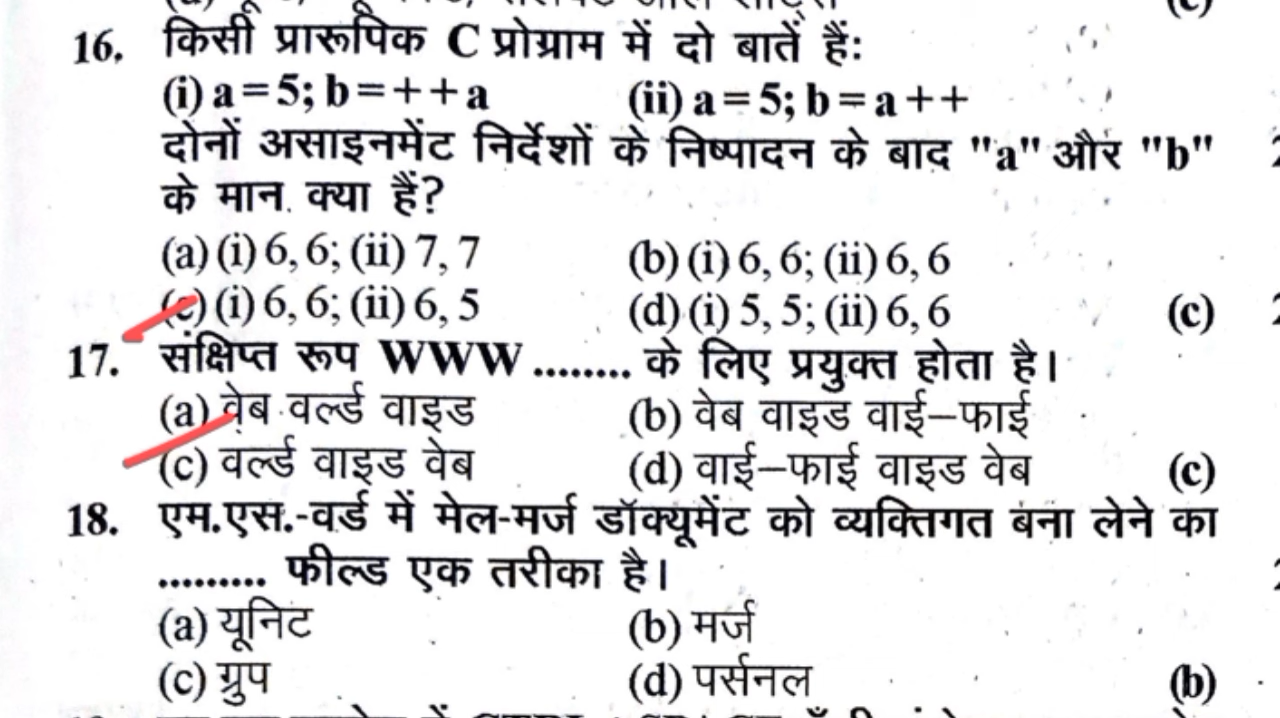 16. किसी प्रारूपिक C प्रोग्राम में दो बातें हैं:
(i) a=5; b=++a (ii) a=5; b=a++
दोनों असाइनमेंट निर्देशों के निष्पादन के बाद "a" और "b"
के मान क्या हैं?
(a) (i) 6, 6; (ii) 7, 7 (b) (i) 6, 6; (ii) 6, 6
(c) (i) 6, 6; (ii) 6, 5 (d) (i) 5, 5; (ii) 6, 6 (c)
17. संक्षिप्त रूप WWW ........ के लिए प्रयुक्त होता है।
(a) वेब वर्ल्ड वाइड (b) वेब वाइड वाई–फाई
(c) वर्ल्ड वाइड वेब (d) वाई–फाई वाइड वेब (c)
18. एम.एस.-वर्ड में मेल-मर्ज डॉक्यूमेंट को व्यक्तिगत बना लेने का
......... फील्ड एक तरीका है।
(a) यूनिट (b) मर्ज
(c) ग्रुप (d) पर्सनल (b)